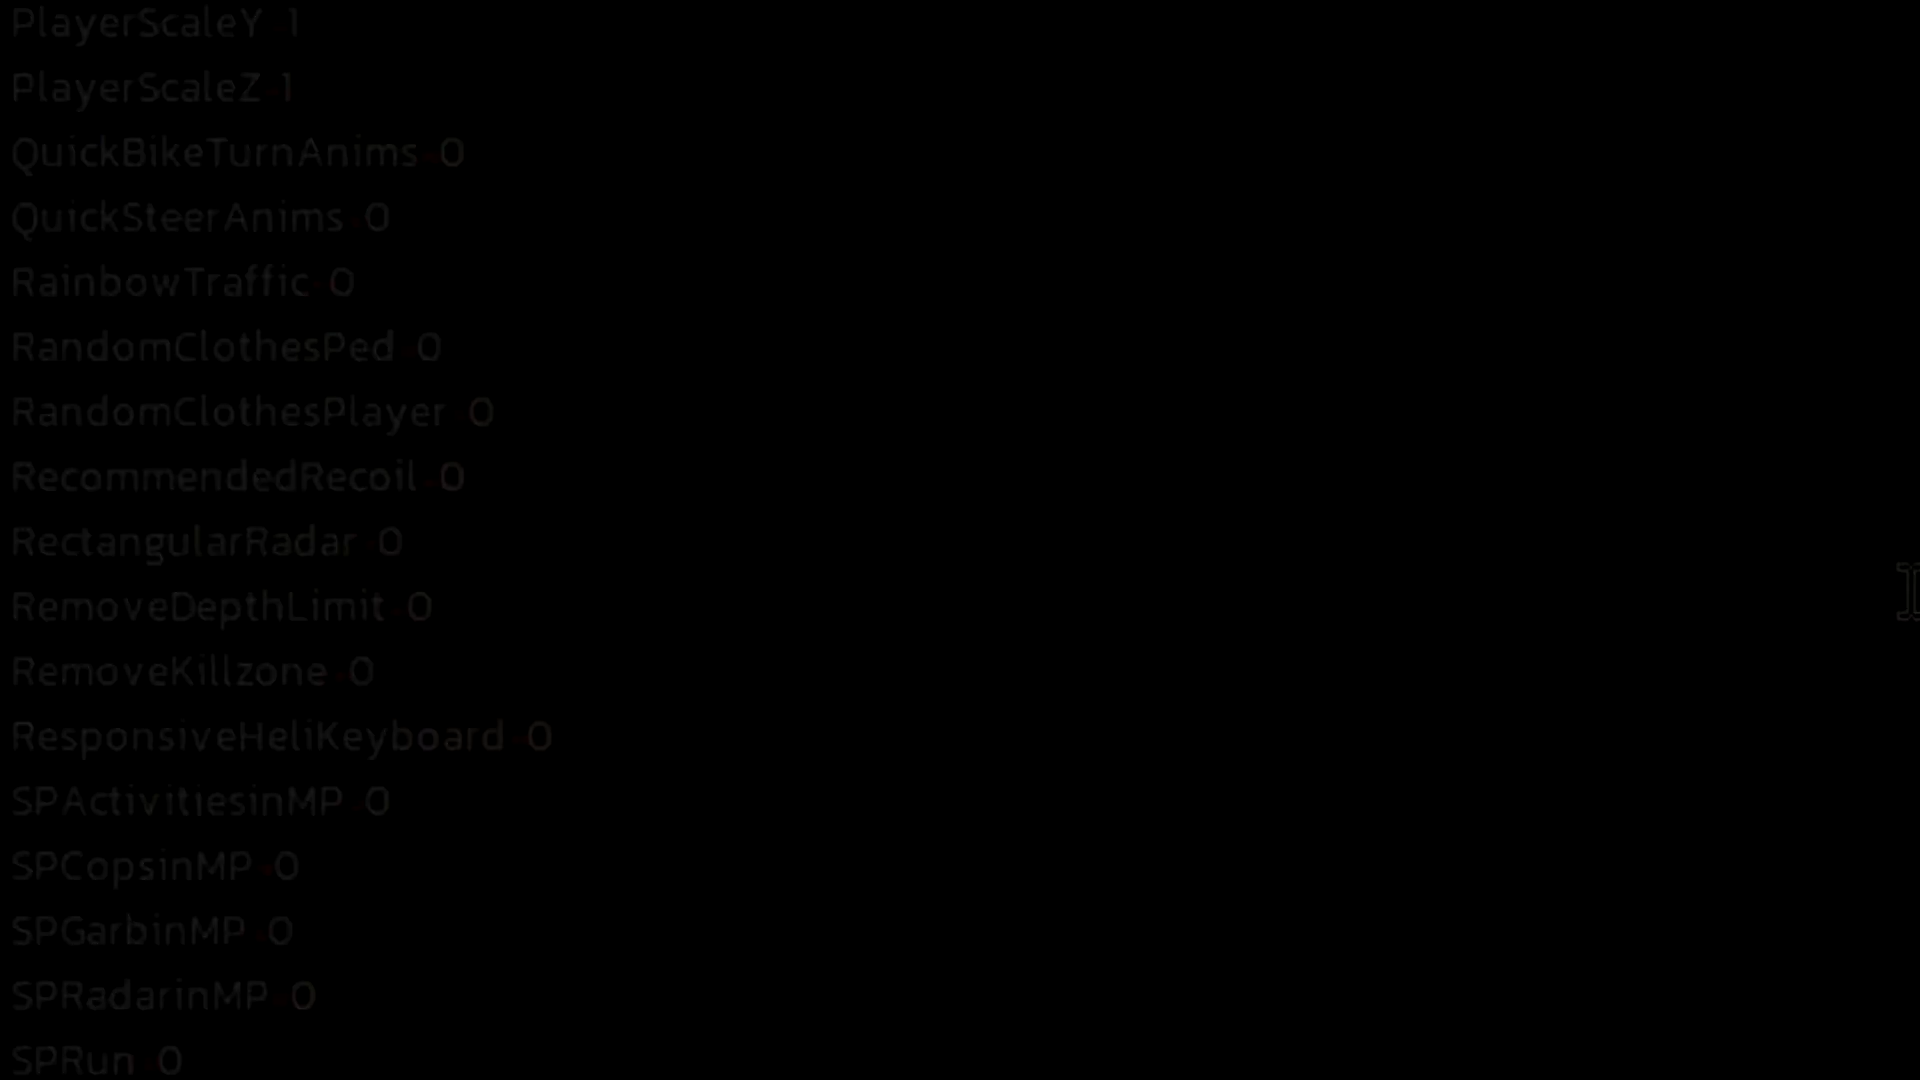 PlayerScaleY = 1
PlayerScaleZ = 1
QuickBikeTurnAnims = 0
QuickSteerAnims = 0
RainbowTraffic = 0
RandomClothesPed = 0
RandomClothesPlayer = 0
RecommendedRecoil = 0
RectangularRadar = 0
RemoveDepthLimit = 0
RemoveKillzone = 0
ResponsiveHeliKeyboard = 0
SPActivitiesinMP = 0
SPCopsinMP = 0
SPGarbinMP = 0
SPRadarinMP = 0
SPRun = 0